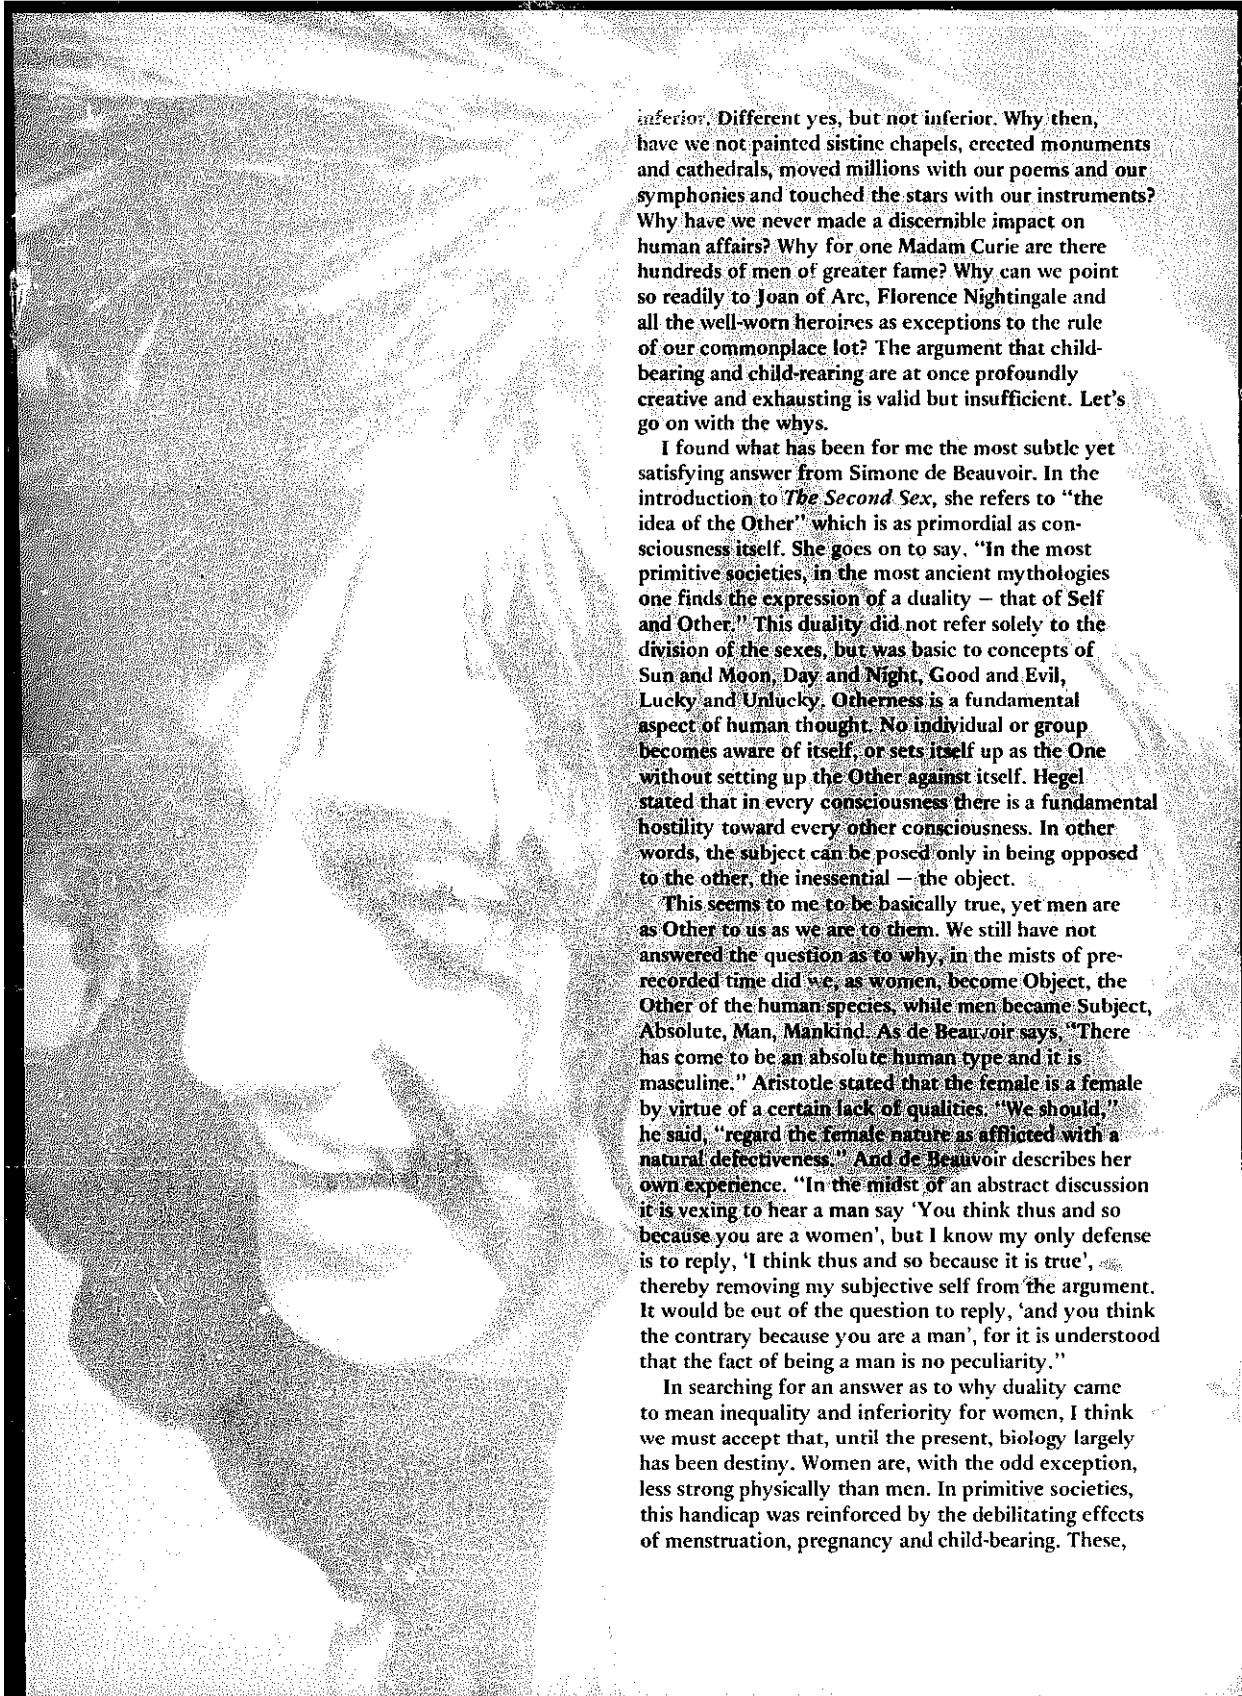 inferior. Different yes, but not inferior. Why then,
have we not painted sistine chapels, erected monuments
and cathedrals, moved millions with our poems and our
symphonies and touched the stars with our instruments?
Why have we never made a discernible impact on
human affairs? Why for one Madam Curie are there
hundreds of men of greater fame? Why can we point
so readily to Joan of Arc, Florence Nightingale and
all the well-worn heroines as exceptions to the rule
of our commonplace lot? The argument that child-
bearing and child-rearing are at once profoundly
creative and exhausting is valid but insufficient. Let's
go on with the whys.
I found what has been for me the most subtle yet
satisfying answer from Simone de Beauvoir. In the
introduction to The Second Sex, she refers to “the
idea of the Other” which is as primordial as con-
sciousness itself. She goes on to say. “In the most
primitive societies, in the most ancient mythologies
one finds the expression of a duality — that of Self
and Other.” This duality did not refer solely to the
division of the sexes, but was basic to concepts of
Sun and Moon, Day and Night, Good and Evil,
Lucky and Unlucky. Otherness is a fundamental
aspect of human thought. No individual or group
becomes aware of itself, or sets itself up as the One
without setting up the Other against itself. Hegel
stated that in every consciousness there is a fundamental
hostility toward every other consciousness. In other
words, the subject can be posed only in being opposed
to the other, the inessential — the object.
This seems to me to be basically true, yet men are
as Other to us as we are to them. We still have not
answered the question as to why, in the mists of pre-
recorded time did we, as women, become Object, the
Other of the human species, while men became Subject,
Absolute, Man, Mankind. As de Beauvoir says, “There
has come to be an absolute human type and it is
masculine.” Aristotle stated that the female is a female
by virtue of a certain lack of qualities. “We should,”
he said, “regard the female nature as afflicted with a
natural defectiveness.” And de Beauvoir describes her
own experience. “In the midst of an abstract discussion
it is vexing to hear a man say ‘You think thus and so
because you are a women’, but I know my only defense
is to reply, ‘I think thus and so because it is true’,
thereby removing my subjective self from the argument.
It would be out of the question to reply, ‘and you think
the contrary because you are a man’, for it is understood
that the fact of being a man is no peculiarity.”
In searching for an answer as to why duality came
to mean inequality and inferiority for women, I think
we must accept that, until the present, biology largely
has been destiny. Women are, with the odd exception,
less strong physically than men. In primitive societies,
this handicap was reinforced by the debilitating effects
of menstruation, pregnancy and child-bearing. These,